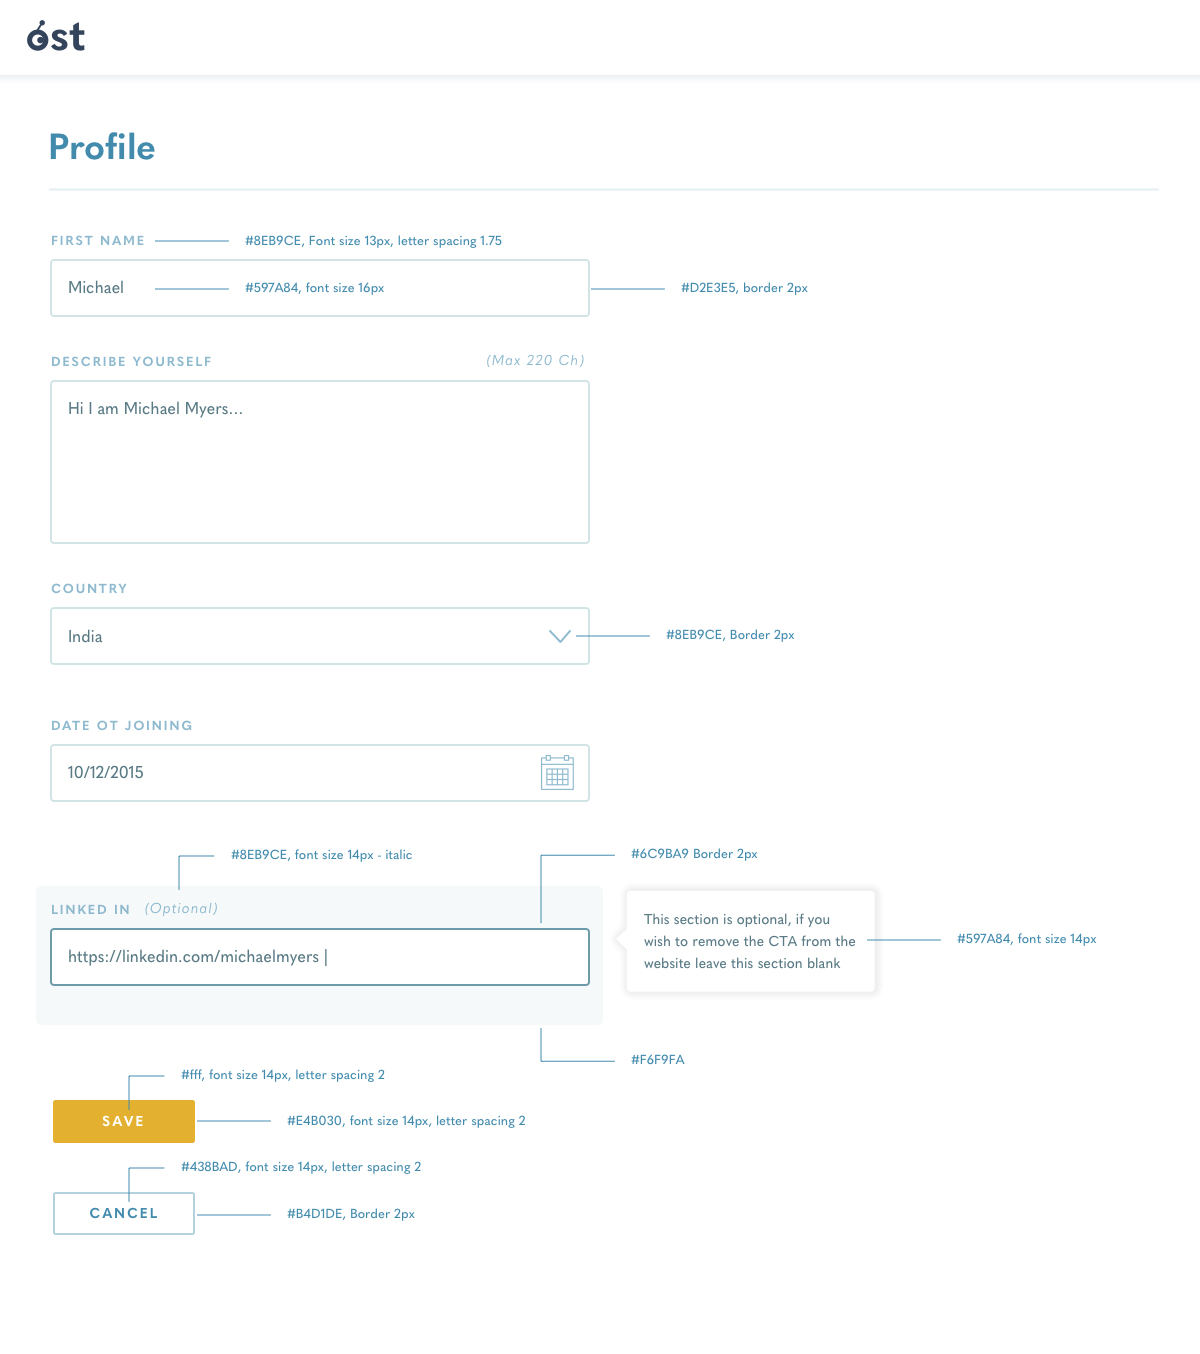 óst
Profile
FIRST NAME #8EB9CE, Font size 13px, letter spacing 1.75
Michael #597A84, font size 16px #D2E3E5, border 2px
DESCRIBE YOURSELF (Max 220 Ch)
Hi I am Michael Myers...
COUNTRY
India #8EB9CE, Border 2px
DATE OT JOINING
10/12/2015
#8EB9CE, font size 14px - italic #6C9BA9 Border 2px
LINKED IN (Optional)
https://linkedin.com/michaelmyers |
This section is optional, if you
wish to remove the CTA from the #597A84, font size 14px
website leave this section blank
#F6F9FA
#fff, font size 14px, letter spacing 2
SAVE #E4B030, font size 14px, letter spacing 2
#438BAD, font size 14px, letter spacing 2
CANCEL #B4D1DE, Border 2px